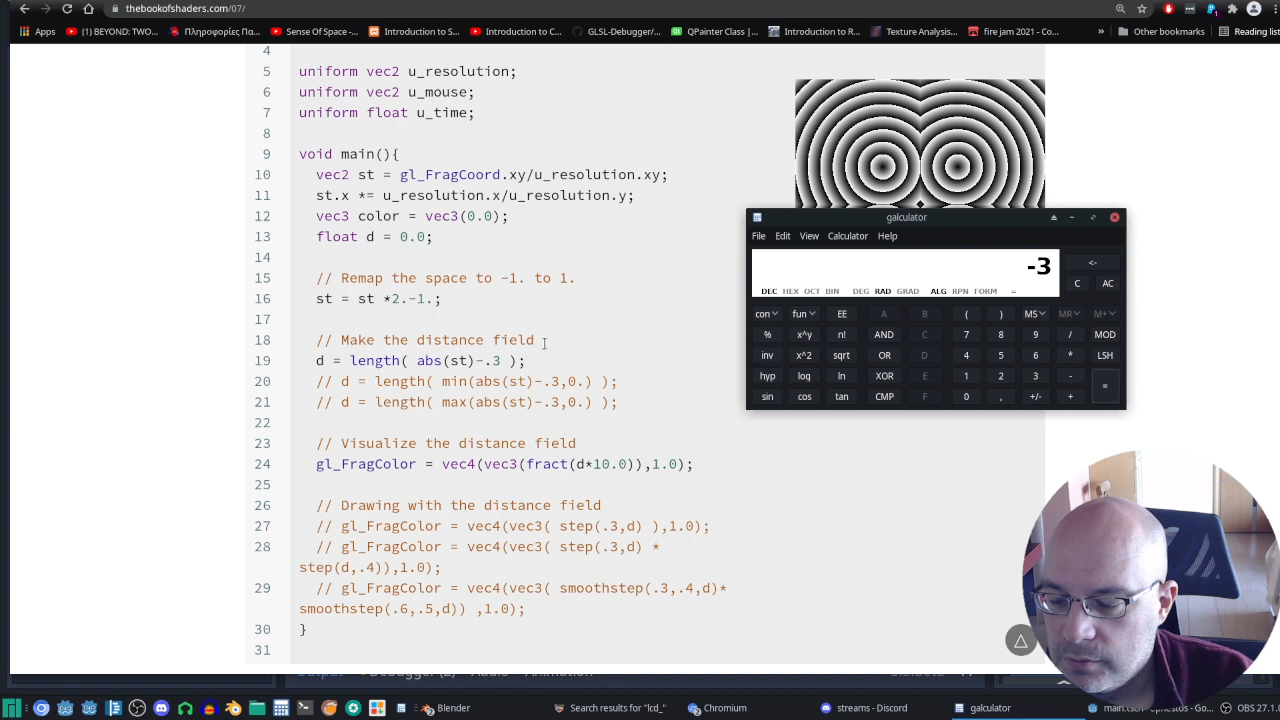 thebookofshaders.com/07/
Apps
(1) BEYOND: TWO...
Πληροφορίες Πα...
Sense Of Space -...
Introduction to S...
Introduction to C...
GLSL-Debugger/...
QPainter Class |...
Introduction to R...
Texture Analysis...
fire jam 2021 - Co...
»
Other bookmarks
Reading list
4
5 uniform vec2 u_resolution;
6 uniform vec2 u_mouse;
7 uniform float u_time;
8
9 void main(){
10 vec2 st = gl_FragCoord.xy/u_resolution.xy;
11 st.x *= u_resolution.x/u_resolution.y;
12 vec3 color = vec3(0.0);
13 float d = 0.0;
14
15 // Remap the space to -1. to 1.
16 st = st *2.-1.;
17
18 // Make the distance field
19 d = length( abs(st)-.3 );
20 // d = length( min(abs(st)-.3,0.) );
21 // d = length( max(abs(st)-.3,0.) );
22
23 // Visualize the distance field
24 gl_FragColor = vec4(vec3(fract(d*10.0)),1.0);
25
26 // Drawing with the distance field
27 // gl_FragColor = vec4(vec3( step(.3,d) ),1.0);
28 // gl_FragColor = vec4(vec3( step(.3,d) *
step(d,.4)),1.0);
29 // gl_FragColor = vec4(vec3( smoothstep(.3,.4,d)*
smoothstep(.6,.5,d)) ,1.0);
30 }
31
galculator
File Edit View Calculator Help
-3
DEC HEX OCT BIN DEG RAD GRAD ALG RPN FORM =
<-
C AC
con fun EE A B ( ) MS MR M+
% x^y n! AND C 7 8 9 / MOD
inv x^2 sqrt OR D 4 5 6 * LSH
hyp log ln XOR E 1 2 3 - =
sin cos tan CMP F 0 , +/- +
Blender
Search results for "lcd_"
Chromium
streams - Discord
galculator
main.tscn - Ephestos - Go...
OBS 27.1.